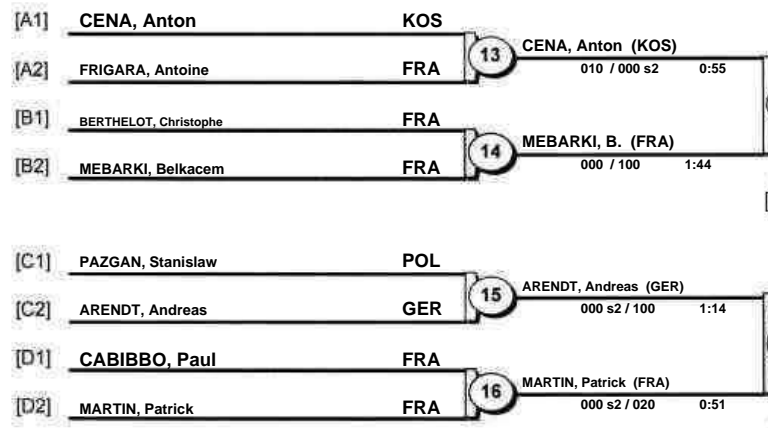 [A1] CENA, Anton KOS
13 CENA, Anton (KOS)
[A2] FRIGARA, Antoine FRA
010 / 000 s2 0:55
[B1] BERTHELOT, Christophe FRA
14 MEBARKI, B. (FRA)
[B2] MEBARKI, Belkacem FRA
000 / 100 1:44
[C1] PAZGAN, Stanislaw POL
15 ARENDT, Andreas (GER)
[C2] ARENDT, Andreas GER
000 s2 / 100 1:14
[D1] CABIBBO, Paul FRA
16 MARTIN, Patrick (FRA)
[D2] MARTIN, Patrick FRA
000 s2 / 020 0:51